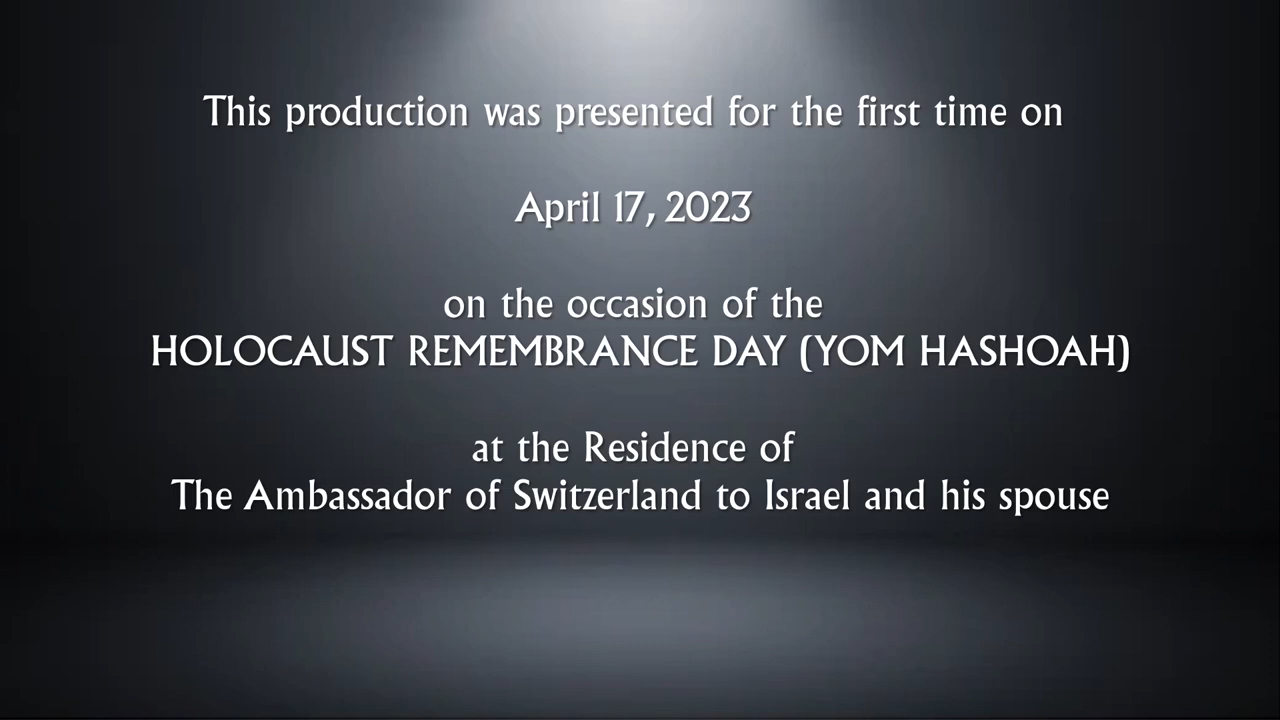 This production was presented for the first time on
April 17, 2023
on the occasion of the
HOLOCAUST REMEMBRANCE DAY (YOM HASHOAH)
at the Residence of
The Ambassador of Switzerland to Israel and his spouse